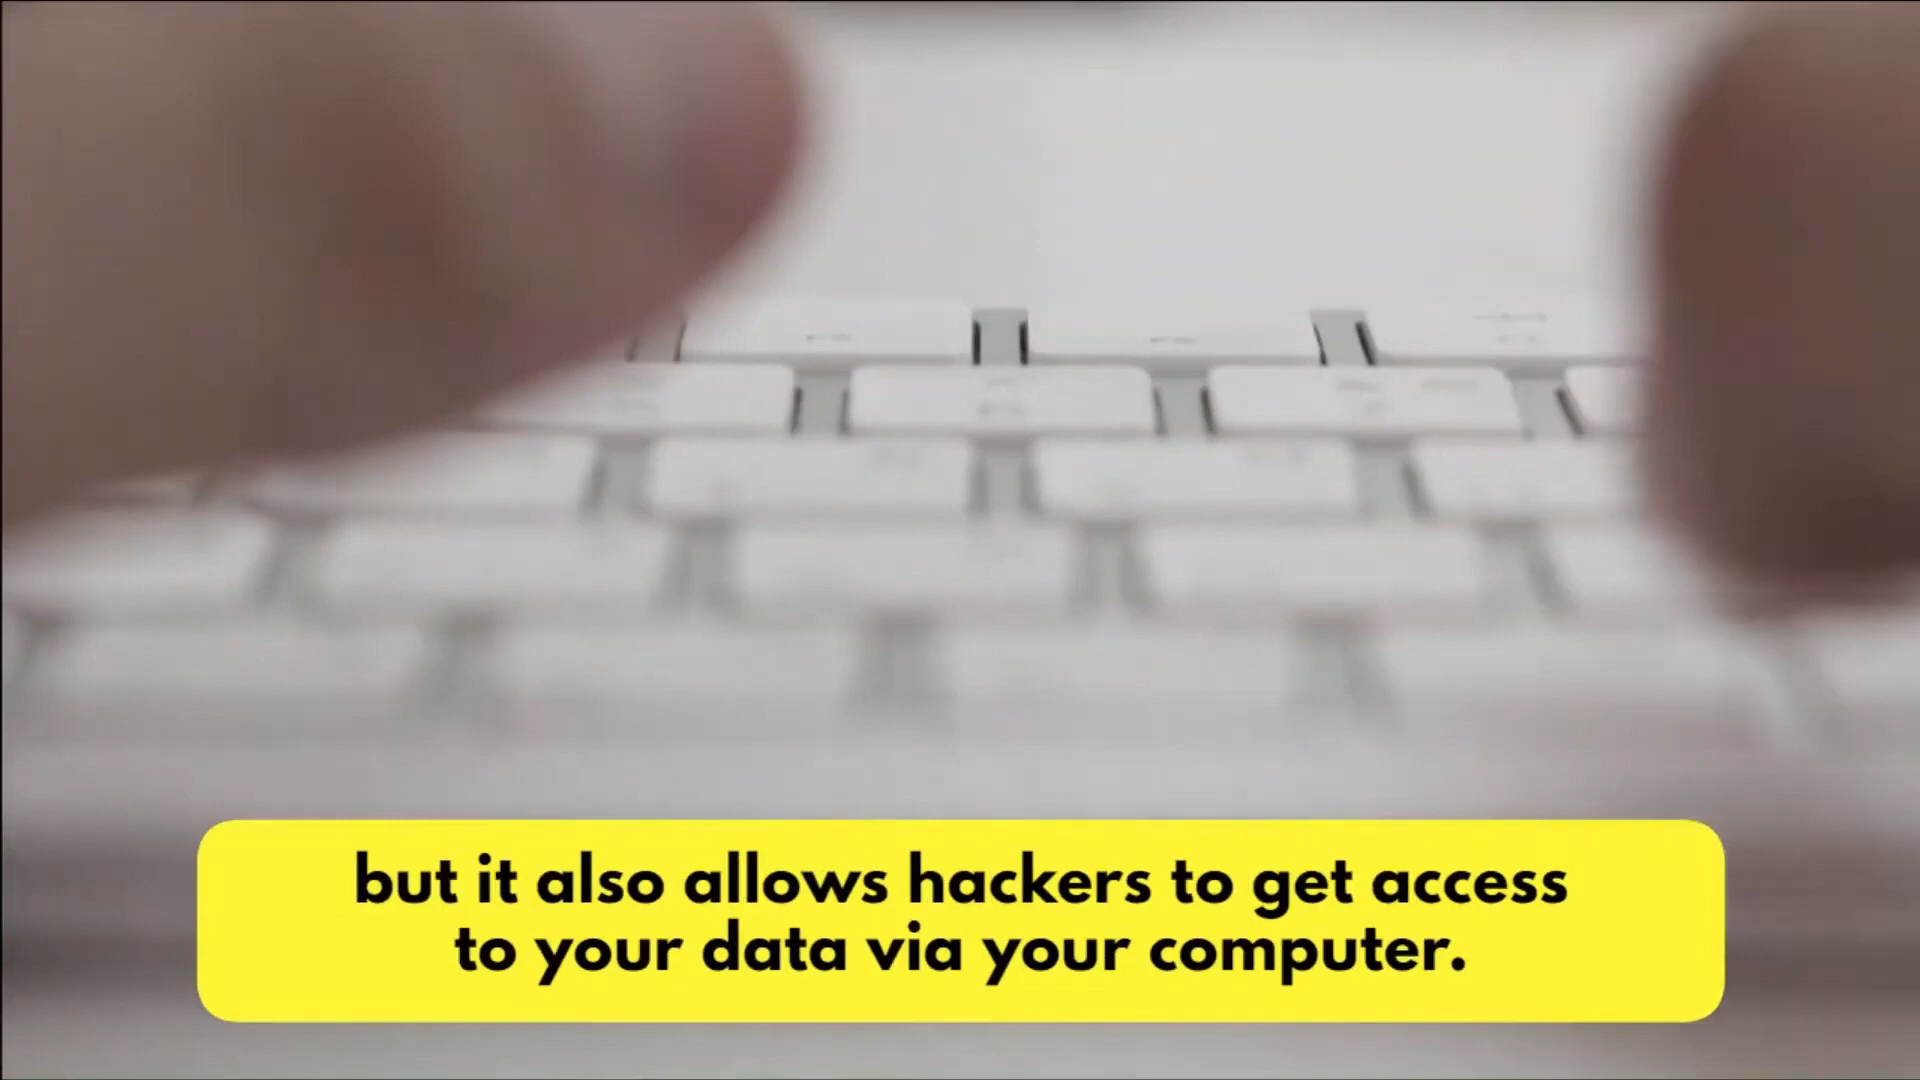 but it also allows hackers to get access
to your data via your computer.